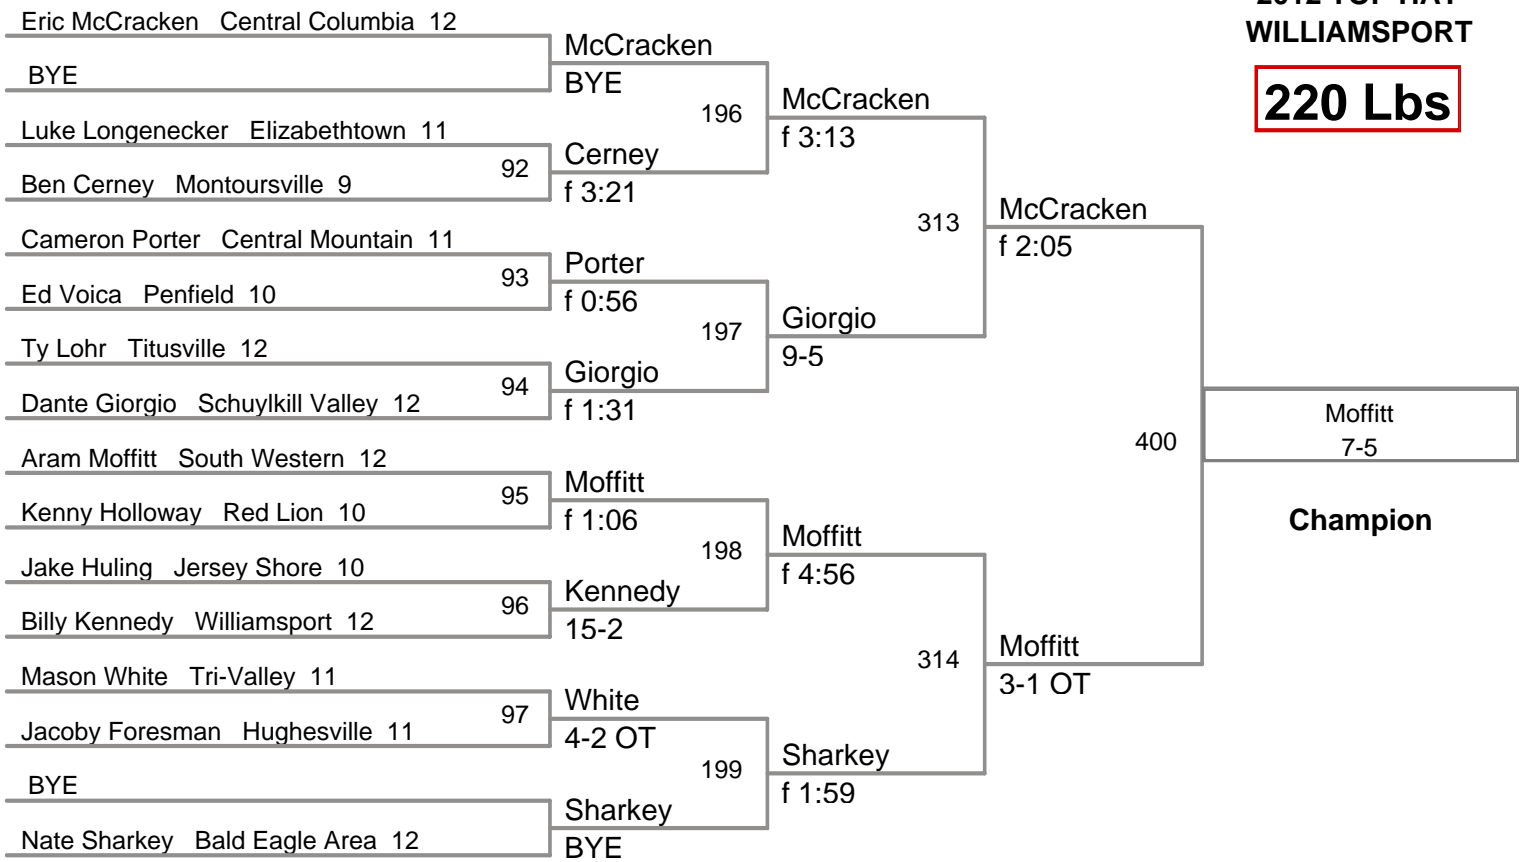 2012 TOP HAT
WILLIAMSPORT
220 Lbs
Eric McCracken Central Columbia 12
BYE
Luke Longenecker Elizabethtown 11
Ben Cerney Montoursville 9
Cameron Porter Central Mountain 11
Ed Voica Penfield 10
Ty Lohr Titusville 12
Dante Giorgio Schuylkill Valley 12
Aram Moffitt South Western 12
Kenny Holloway Red Lion 10
Jake Huling Jersey Shore 10
Billy Kennedy Williamsport 12
Mason White Tri-Valley 11
Jacoby Foresman Hughesville 11
BYE
Nate Sharkey Bald Eagle Area 12
92
93
94
95
96
97
McCracken
BYE
Cerney
f 3:21
Porter
f 0:56
Giorgio
f 1:31
Moffitt
f 1:06
Kennedy
15-2
White
4-2 OT
Sharkey
BYE
196
197
198
199
McCracken
f 3:13
Giorgio
9-5
Moffitt
f 4:56
Sharkey
f 1:59
313
314
McCracken
f 2:05
Moffitt
3-1 OT
400
Moffitt
7-5
Champion